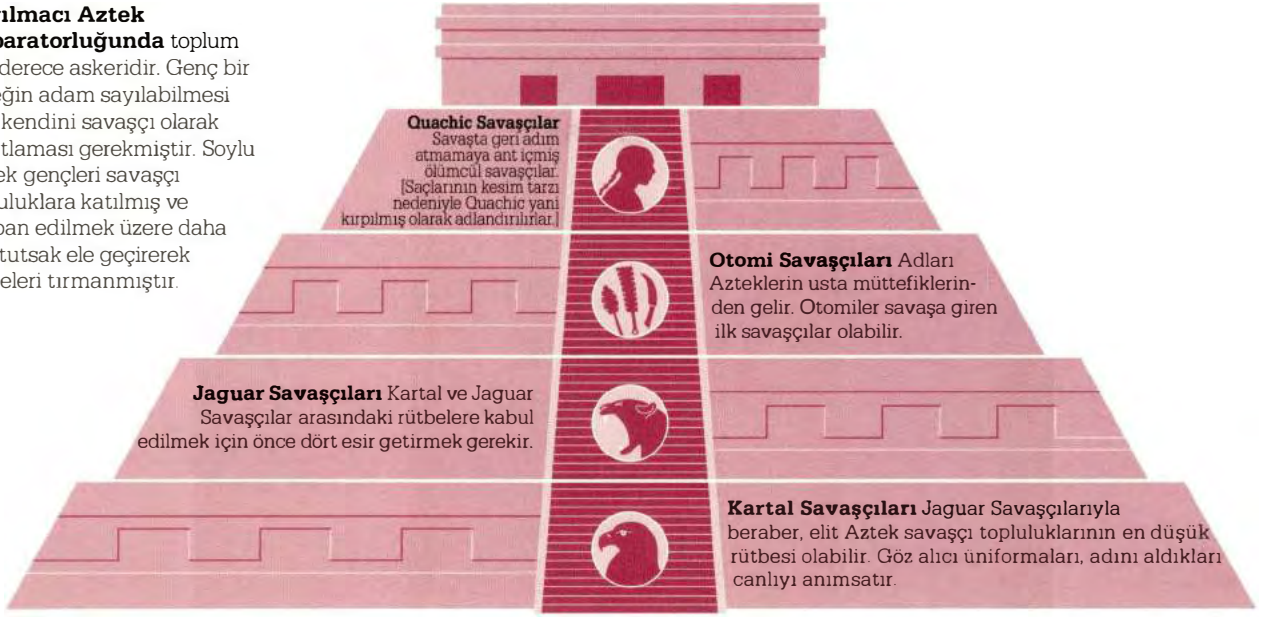 ılmacı Aztek
paratorluğunda toplum
derece askeridir. Genç bir
eğin adam sayılabilmesi
kendini savaşçı olarak
tlaması gerekmiştir. Soylu
ek gençleri savaşçı
uluklara katılmış ve
ban edilmek üzere daha
tutsak ele geçirerek
eleri tırmanmıştır.
Quachic Savaşçılar
Savaşta geri adım
atmamaya ant içmiş
ölümcül savaşçılar.
[Saçlarının kesim tarzı
nedeniyle Quachic yani
kırpılmış olarak adlandırılırlar.]
Otomi Savaşçıları Adları
Azteklerin usta müttefiklerin-
den gelir. Otomiler savaşa giren
ilk savaşçılar olabilir.
Jaguar Savaşçıları Kartal ve Jaguar
Savaşçılar arasındaki rütbelere kabul
edilmek için önce dört esir getirmek gerekir.
Kartal Savaşçıları Jaguar Savaşçılarıyla
beraber, elit Aztek savaşçı topluluklarının en düşük
rütbesi olabilir. Göz alıcı üniformaları, adını aldıkları
canlıyı anımsatır.